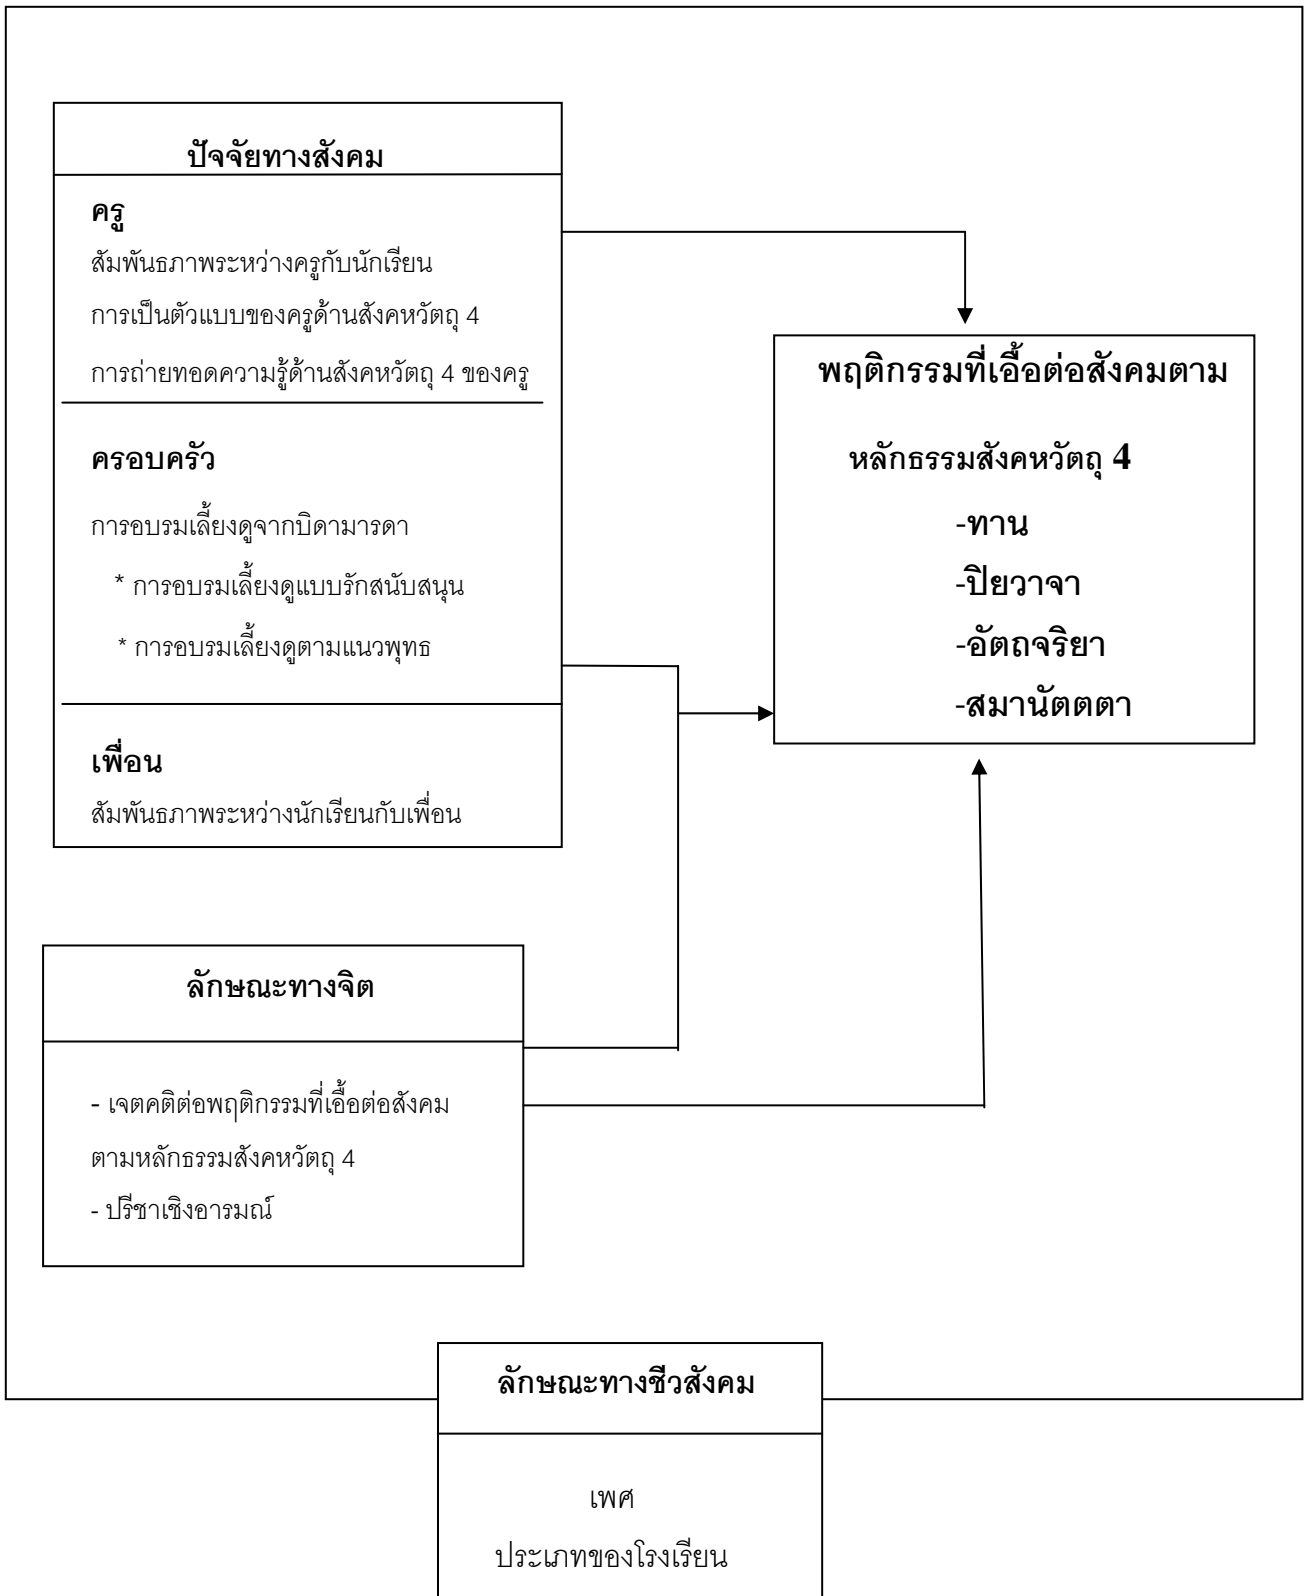 ปัจจัยทางสังคม
ครู
สัมพันธภาพระหว่างครูกับนักเรียน
การเป็นตัวแบบของครูด้านสังคหวัตถุ 4
การถ่ายทอดความรู้ด้านสังคหวัตถุ 4 ของครู
ครอบครัว
การอบรมเลี้ยงดูจากบิดามารดา
* การอบรมเลี้ยงดูแบบรักสนับสนุน
* การอบรมเลี้ยงดูตามแนวพุทธ
เพื่อน
สัมพันธภาพระหว่างนักเรียนกับเพื่อน
พฤติกรรมที่เอื้อต่อสังคมตาม
หลักธรรมสังคหวัตถุ 4
-ทาน
-ปิยวาจา
-อัตถจริยา
-สมานัตตตา
ลักษณะทางจิต
- เจตคติต่อพฤติกรรมที่เอื้อต่อสังคม
ตามหลักธรรมสังคหวัตถุ 4
- ปรีชาเชิงอารมณ์
ลักษณะทางชีวสังคม
เพศ
ประเภทของโรงเรียน